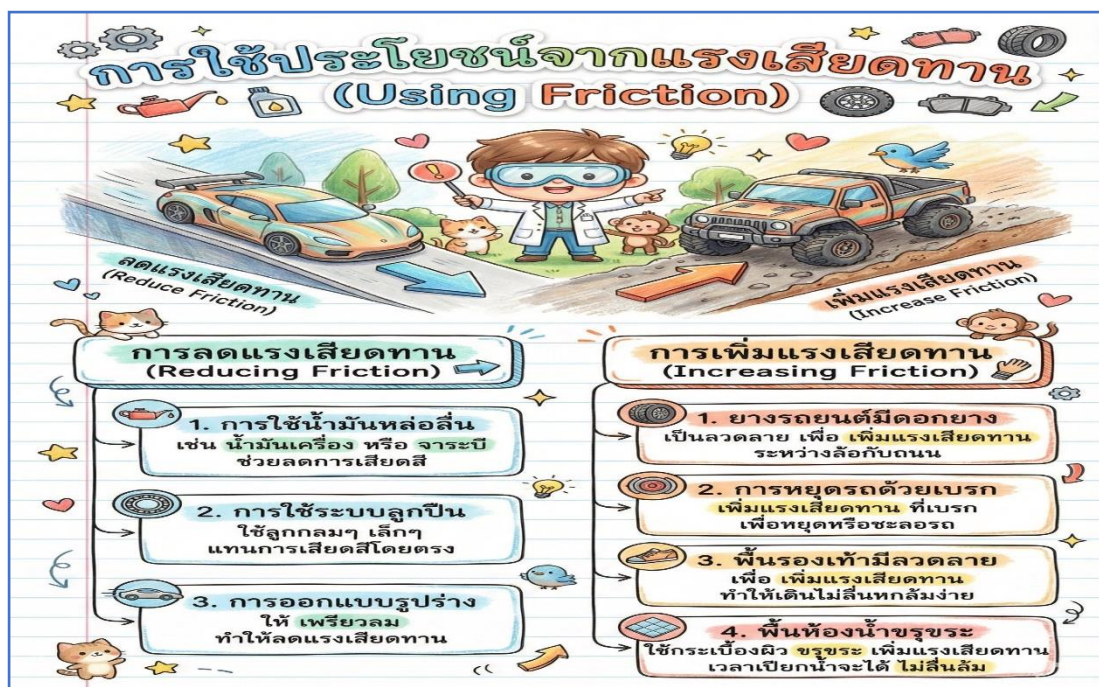 การใช้ประโยชน์จากแรงเสียดทาน
(Using Friction)
ลดแรงเสียดทาน
(Reduce Friction)
เพิ่มแรงเสียดทาน
(Increase Friction)
การลดแรงเสียดทาน
(Reducing Friction)
1. การใช้น้ำมันหล่อลื่น
เช่น น้ำมันเครื่อง หรือ จาระบี
ช่วยลดการเสียดสี
2. การใช้ระบบลูกปืน
ใช้ลูกกลมๆ เล็กๆ
แทนการเสียดสีโดยตรง
3. การออกแบบรูปร่าง
ให้ เพรียวลม
ทำให้ลดแรงเสียดทาน
การเพิ่มแรงเสียดทาน
(Increasing Friction)
1. ยางรถยนต์มีดอกยาง
เป็นลวดลาย เพื่อ เพิ่มแรงเสียดทาน
ระหว่างล้อกับถนน
2. การหยุดรถด้วยเบรก
เพิ่มแรงเสียดทาน ที่เบรก
เพื่อหยุดหรือชะลอรถ
3. พื้นรองเท้ามีลวดลาย
เพื่อ เพิ่มแรงเสียดทาน
ทำให้เดินไม่ลื่นหกล้มง่าย
4. พื้นห้องน้ำขรุขระ
ใช้กระเบื้องผิว ขรุขระ เพิ่มแรงเสียดทาน
เวลาเปียกน้ำจะได้ ไม่ลื่นล้ม